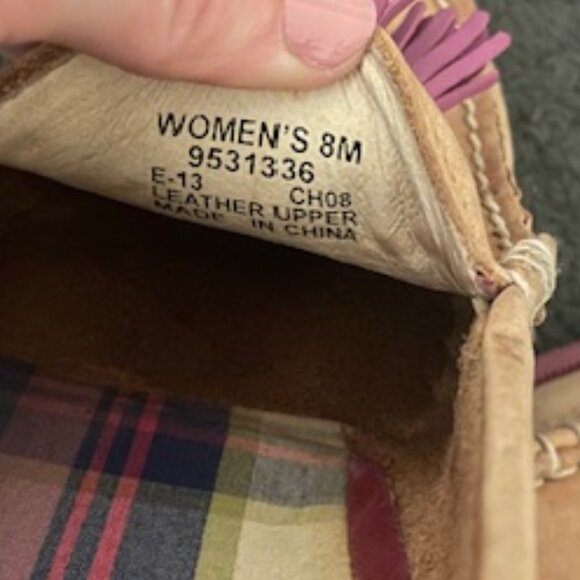 WOMEN'S 8M
9531336
E-13 CH08
LEATHER UPPER
MADE IN CHINA